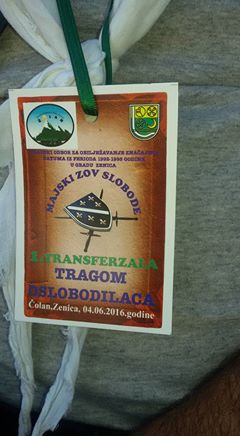 ODBOR ZA OBILJEŽAVANJE ZNAČAJNIH
DATUMA IZ PERIODA 1992-1995 GODINE
U GRADU ZENICA
MAJSKI ZOV SLOBODE
1.TRANSFERZALA
TRAGOM
OSLOBODILACA
Čolan,Zenica, 04.06.2016.godine